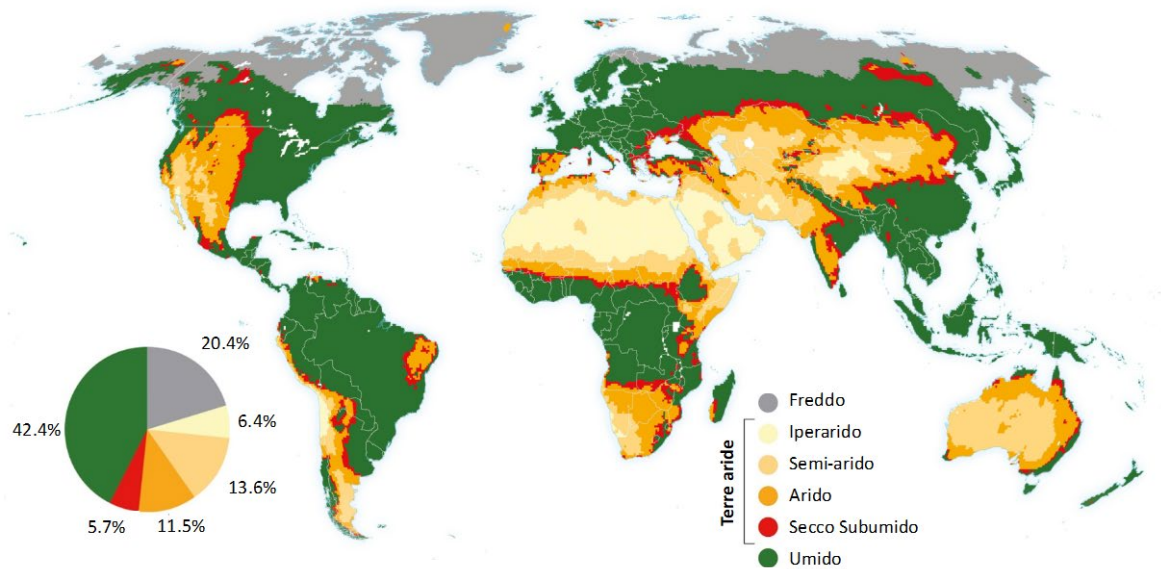 20.4%
6.4%
42.4%
13.6%
5.7%
11.5%
Terre aride
Freddo
Iperarido
Semi-arido
Arido
Secco Subumido
Umido